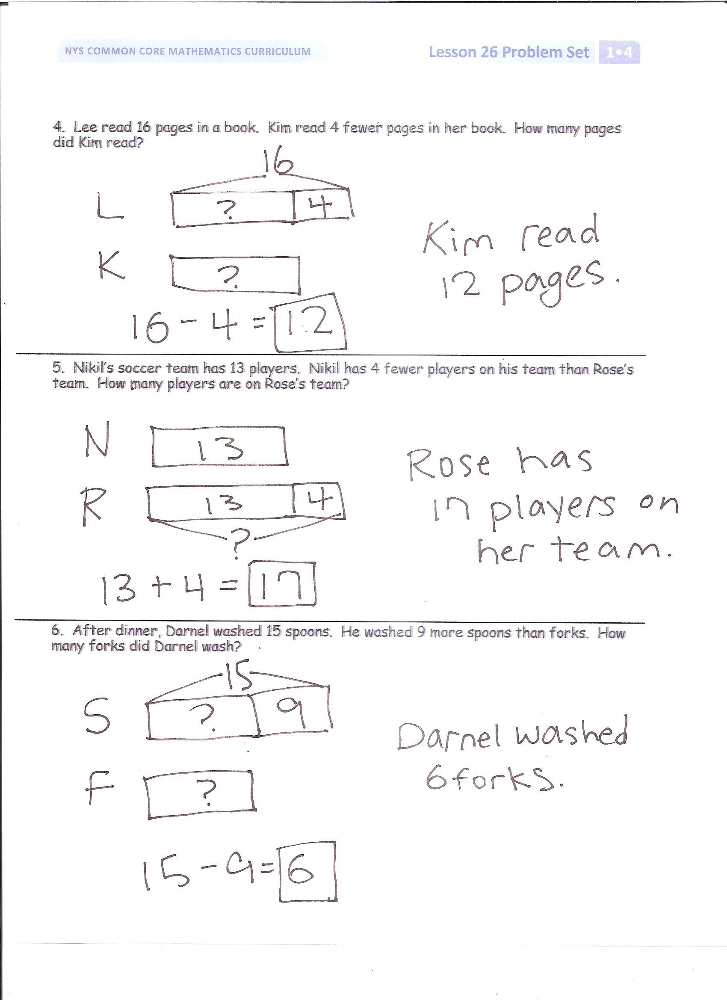 NYS COMMON CORE MATHEMATICS CURRICULUM
Lesson 26 Problem Set 1•4
4. Lee read 16 pages in a book. Kim read 4 fewer pages in her book. How many pages
did Kim read?
16
L ? 4
K ?
16 - 4 = 12
Kim read
12 pages.
5. Nikil's soccer team has 13 players. Nikil has 4 fewer players on his team than Rose's
team. How many players are on Rose's team?
N 13
R 13 4
?
13 + 4 = 17
Rose has
17 players on
her team.
6. After dinner, Darnel washed 15 spoons. He washed 9 more spoons than forks. How
many forks did Darnel wash?
15
S ? 9
F ?
15 - 9 = 6
Darnel washed
6 forks.